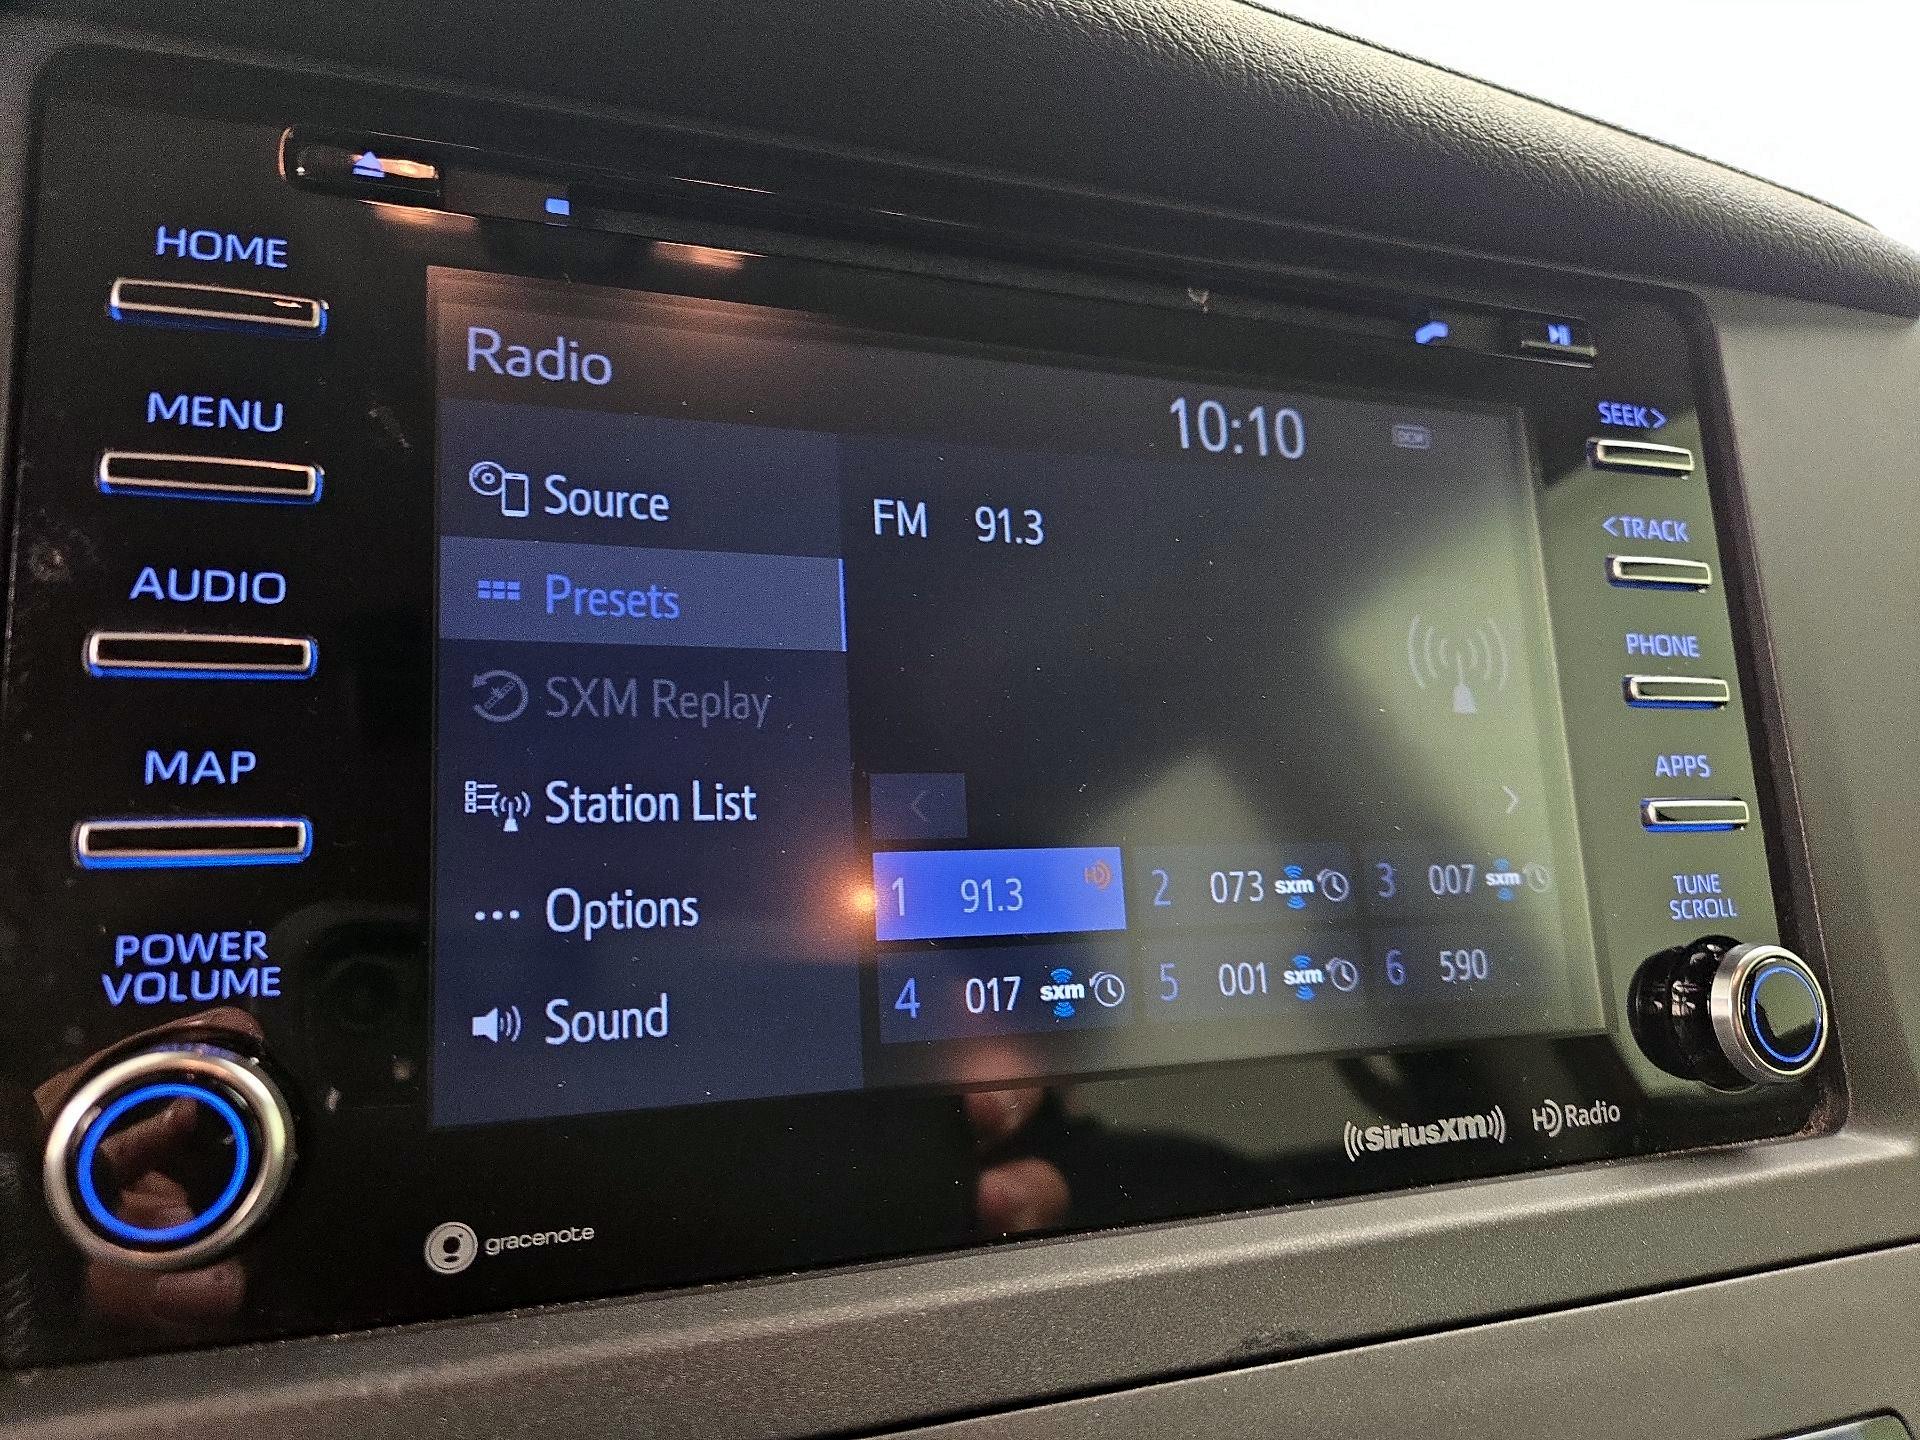 HOME
MENU
AUDIO
MAP
POWER
VOLUME
Radio
10:10
DCM
Source
Presets
SXM Replay
Station List
... Options
Sound
FM 91.3
<
>
1 91.3 HD
2 073 sxm
3 007 sxm
4 017 sxm
5 001 sxm
6 590
SEEK >
< TRACK
PHONE
APPS
TUNE
SCROLL
gracenote
((SiriusXM))
HD Radio